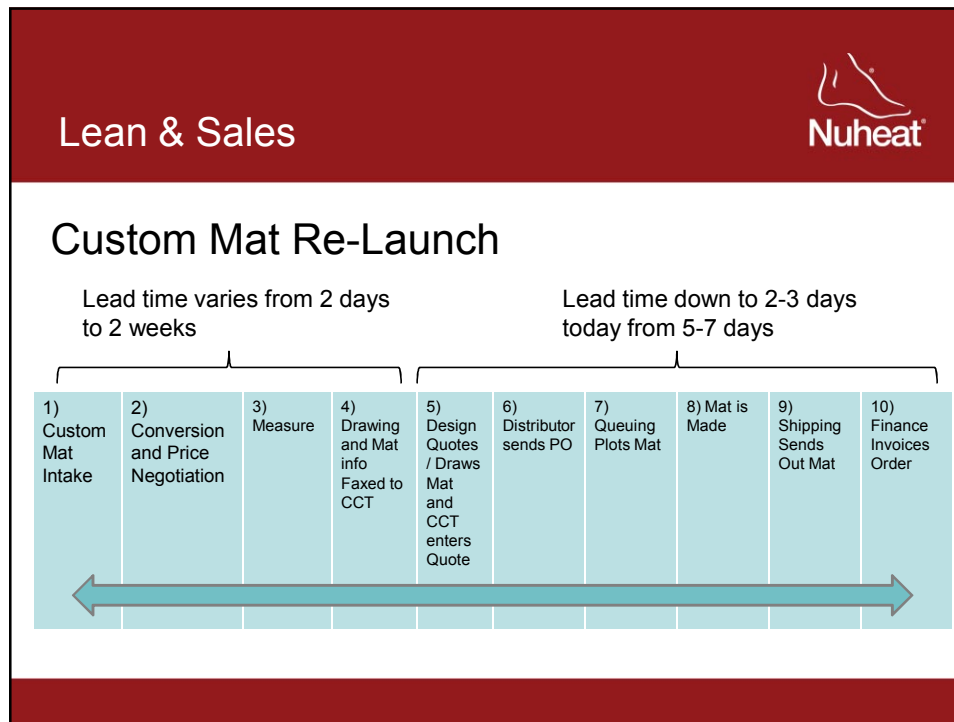 Lean & Sales
Nuheat
Custom Mat Re-Launch
Lead time varies from 2 days
to 2 weeks
Lead time down to 2-3 days
today from 5-7 days
1)
Custom
Mat
Intake
2)
Conversion
and Price
Negotiation
3)
Measure
4)
Drawing
and Mat
info
Faxed to
CCT
5)
Design
Quotes
/ Draws
Mat
and
CCT
enters
Quote
6)
Distributor
sends PO
7)
Queuing
Plots Mat
8) Mat is
Made
9)
Shipping
Sends
Out Mat
10)
Finance
Invoices
Order